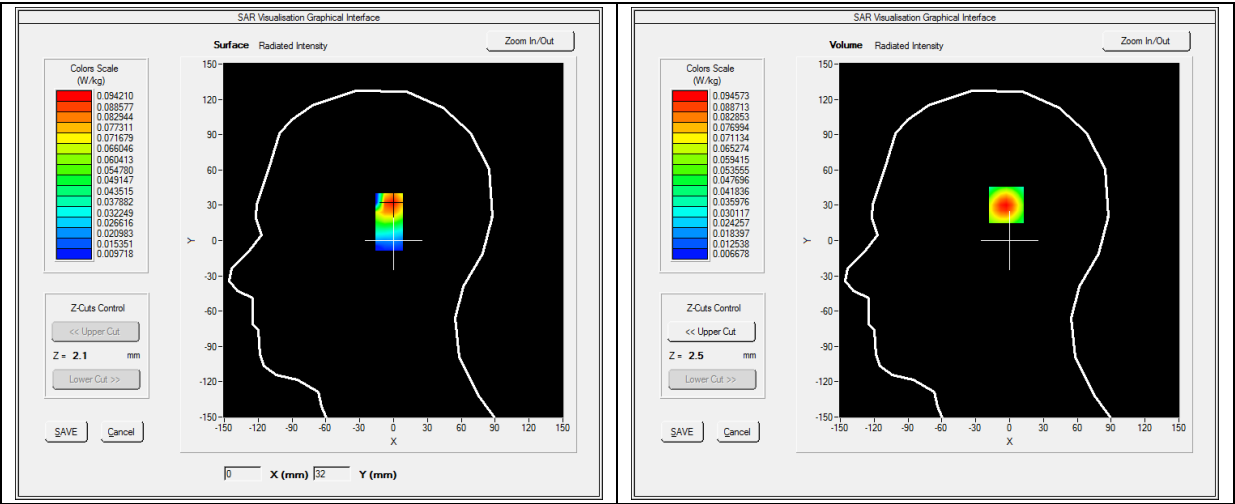 SAR Visualisation Graphical Interface
Surface Radiated Intensity
Zoom In/Out
Colors Scale
(W/kg)
0.094210
0.088577
0.082944
0.077311
0.071679
0.066046
0.060413
0.054780
0.049147
0.043515
0.037882
0.032249
0.026616
0.020983
0.015351
0.009718
Z-Cuts Control
<< Upper Cut
Z = 2.1 mm
Lower Cut >>
SAVE Cancel
150
120
90
60
30
0
-30
-60
-90
-120
-150
Y
-150 -120 -90 -60 -30 0 30 60 90 120 150
X
0 X (mm) 32 Y (mm)
SAR Visualisation Graphical Interface
Volume Radiated Intensity
Zoom In/Out
Colors Scale
(W/kg)
0.094573
0.088713
0.082853
0.076994
0.071134
0.065274
0.059415
0.053555
0.047696
0.041836
0.035976
0.030117
0.024257
0.018397
0.012538
0.006678
Z-Cuts Control
<< Upper Cut
Z = 2.5 mm
Lower Cut >>
SAVE Cancel
150
120
90
60
30
0
-30
-60
-90
-120
-150
Y
-150 -120 -90 -60 -30 0 30 60 90 120 150
X